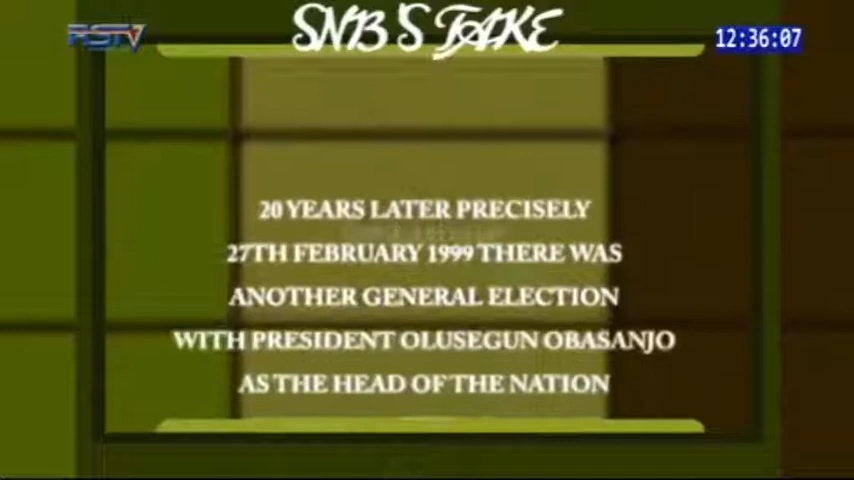 SNB'S TAKE
12:36:07
20 YEARS LATER PRECISELY
27TH FEBRUARY 1999 THERE WAS
ANOTHER GENERAL ELECTION
WITH PRESIDENT OLUSEGUN OBASANJO
AS THE HEAD OF THE NATION